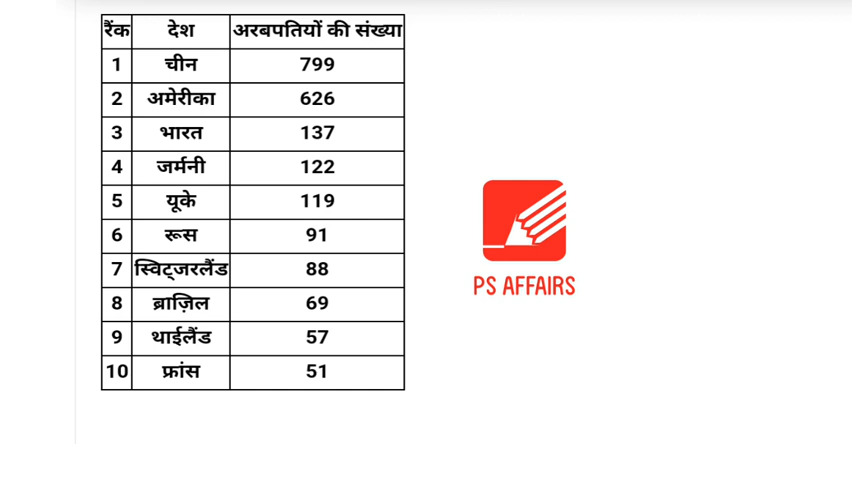 रैंक देश अरबपतियों की संख्या
1 चीन 799
2 अमेरीका 626
3 भारत 137
4 जर्मनी 122
5 यूके 119
6 रूस 91
7 स्विट्जरलैंड 88
8 ब्राज़िल 69
9 थाईलैंड 57
10 फ्रांस 51
PS AFFAIRS